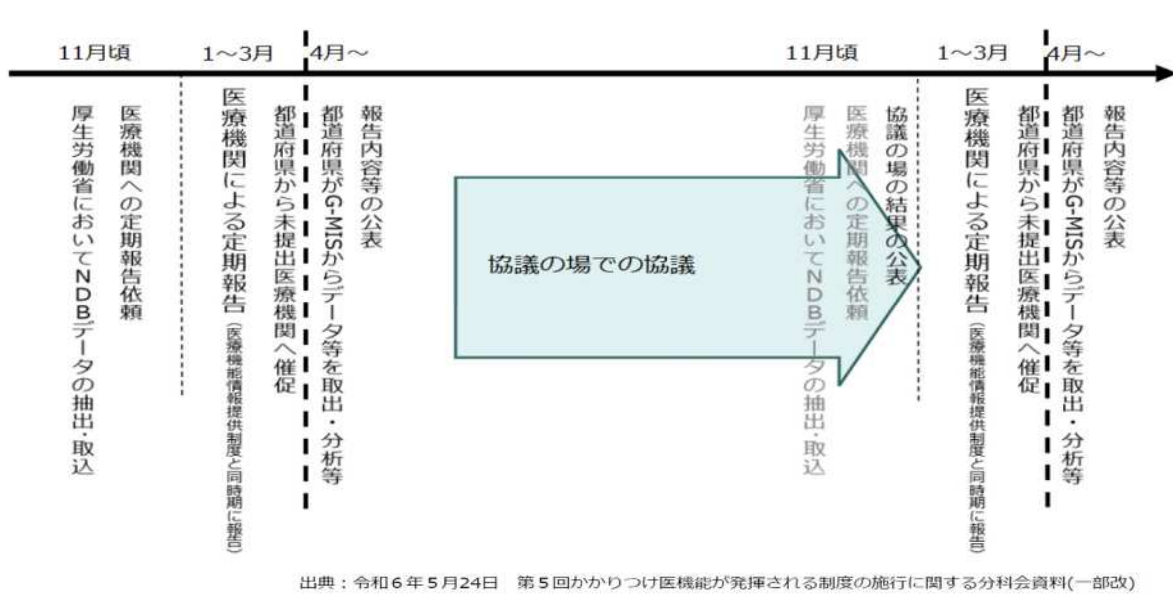 11月頃
1～3月
4月～
11月頃
1～3月
4月～
厚生労働省においてNDBデータの抽出・取込
医療機関への定期報告依頼
医療機関による定期報告(医療機能情報提供制度と同時期に報告)
都道府県から未提出医療機関へ催促
都道府県がG-MISからデータ等を取出・分析等
報告内容等の公表
協議の場での協議
厚生労働省においてNDBデータの抽出・取込
医療機関への定期報告依頼
協議の場の結果の公表
医療機関による定期報告(医療機能情報提供制度と同時期に報告)
都道府県から未提出医療機関へ催促
都道府県がG-MISからデータ等を取出・分析等
報告内容等の公表
出典：令和６年５月24日　第５回かかりつけ医機能が発揮される制度の施行に関する分科会資料(一部改)